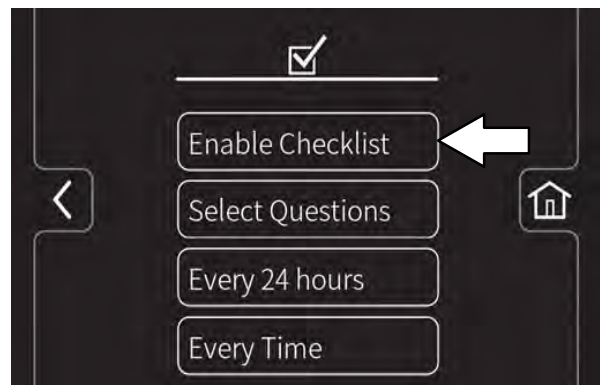 Enable Checklist
Select Questions
Every 24 hours
Every Time